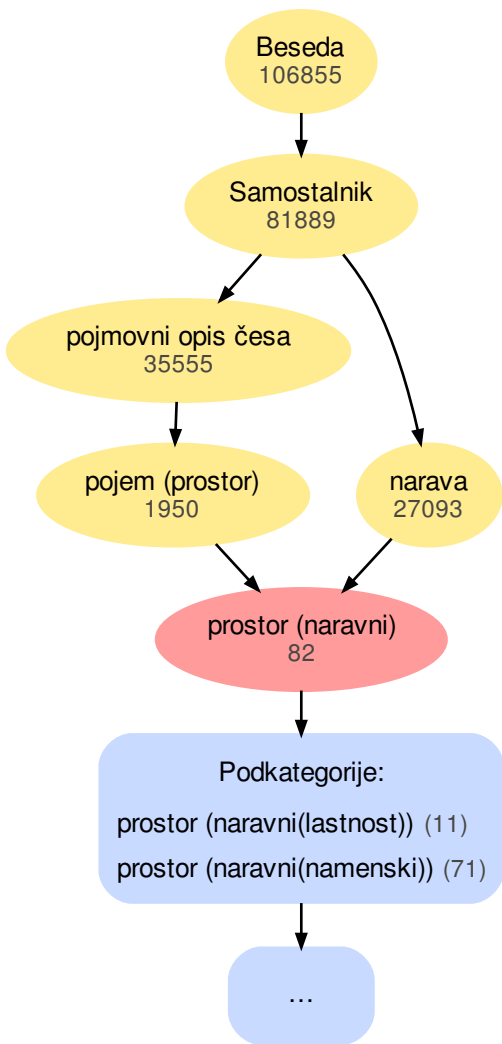 Beseda
106855
Samostalnik
81889
pojmovni opis česa
35555
pojem (prostor)
1950
narava
27093
prostor (naravni)
82
Podkategorije:
prostor (naravni(lastnost)) (11)
prostor (naravni(namenski)) (71)
...